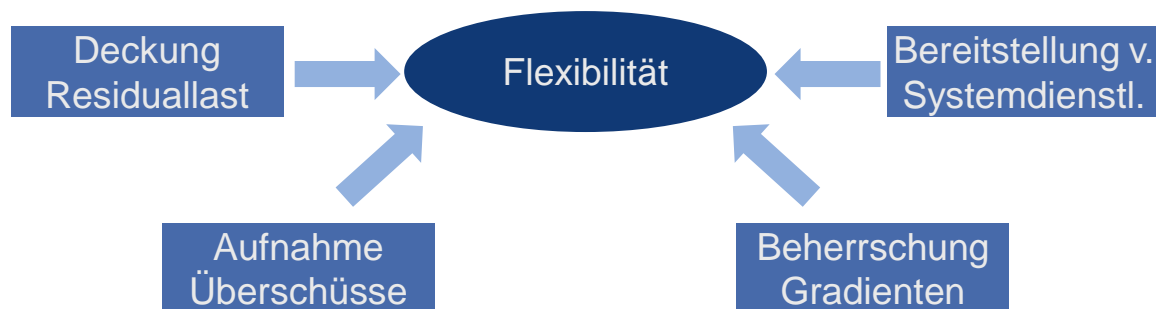 Deckung
Residuallast
Flexibilität
Bereitstellung v.
Systemdienstl.
Aufnahme
Überschüsse
Beherrschung
Gradienten